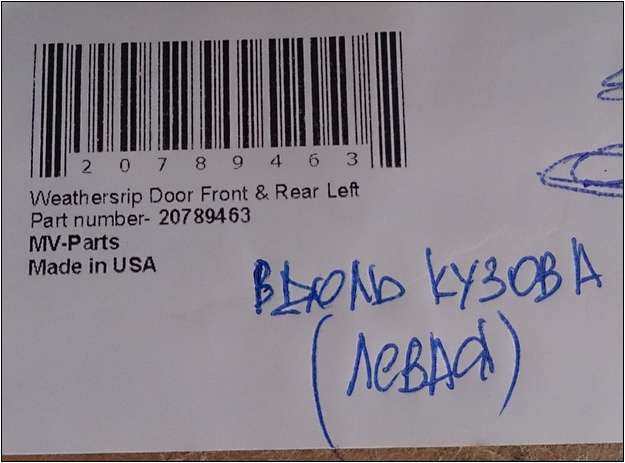 2 0 7 8 9 4 6 3
Weathersrip Door Front & Rear Left
Part number- 20789463
MV-Parts
Made in USA
ВДОЛЬ КУЗОВА
(ЛЕВАЯ)